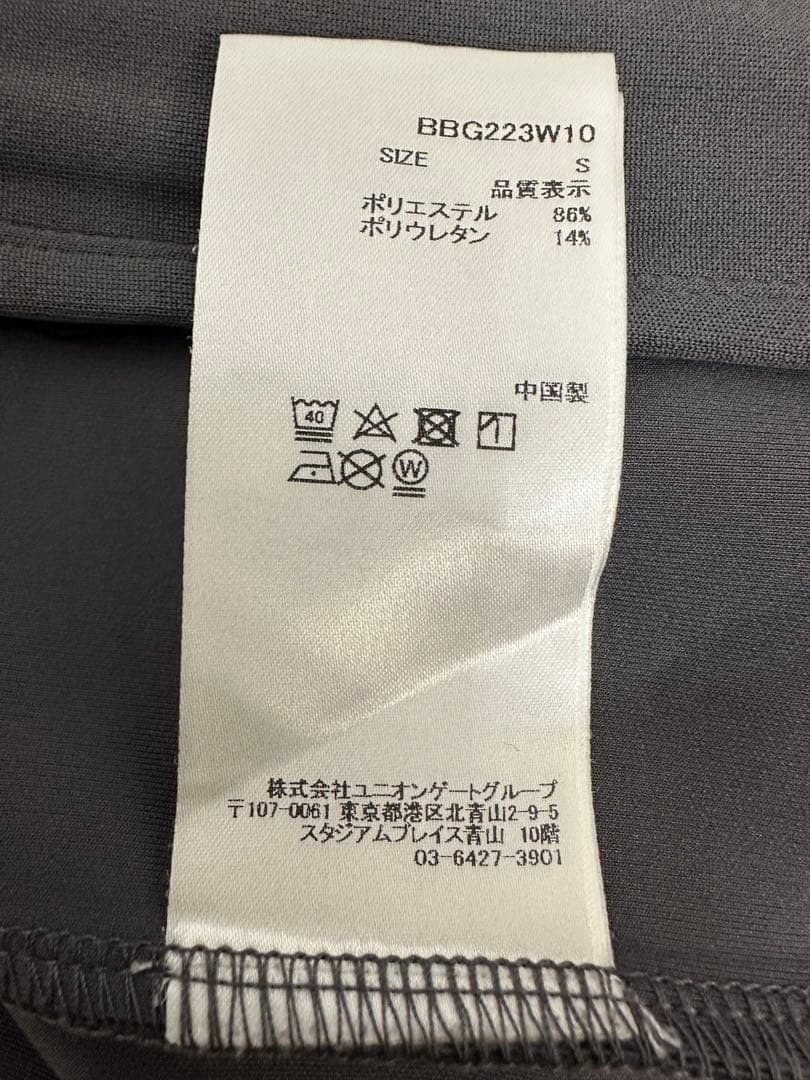 BBG223W10
SIZE S
品質表示
ポリエステル 86%
ポリウレタン 14%
中国製
40
W
株式会社ユニオンゲートグループ
〒107-0061 東京都港区北青山2-9-5
スタジアムプレイス青山 10階
03-6427-3901